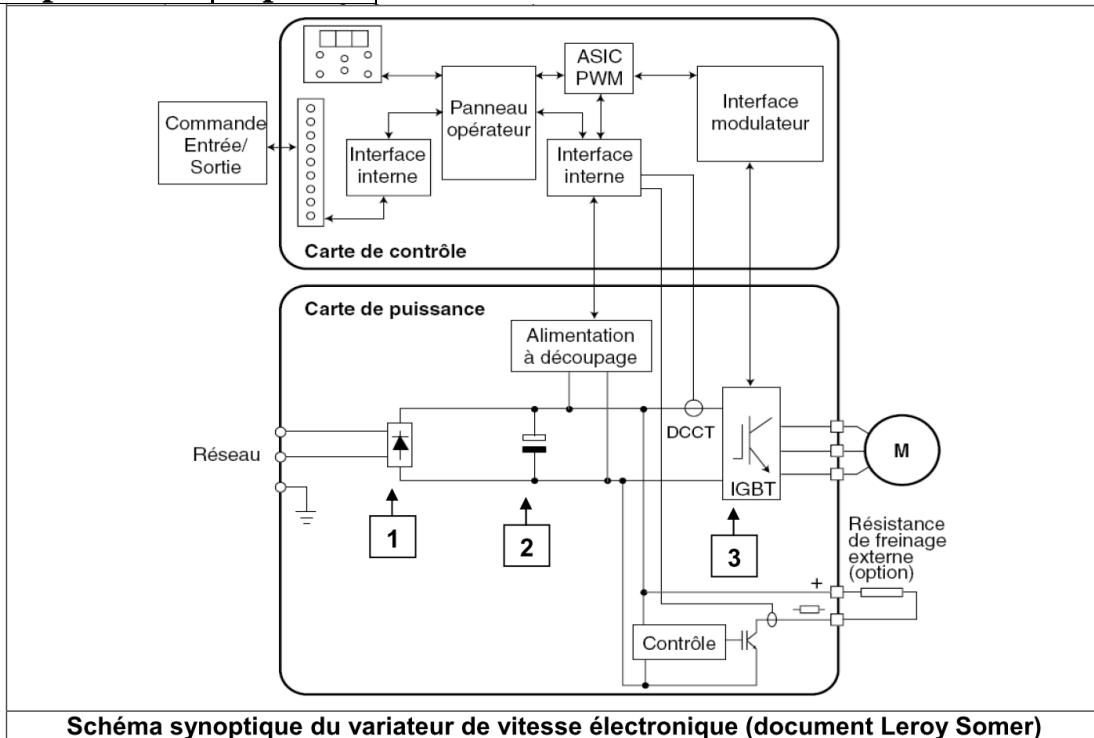 ASIC
PWM
Panneau
opérateur
Interface
modulateur
Commande
Entrée/
Sortie
Interface
interne
Interface
interne
Carte de contrôle
Carte de puissance
Alimentation
à découpage
DCCT
Réseau
IGBT
M
1
2
3
Résistance
de freinage
externe
(option)
+
Contrôle
Schéma synoptique du variateur de vitesse électronique (document Leroy Somer)